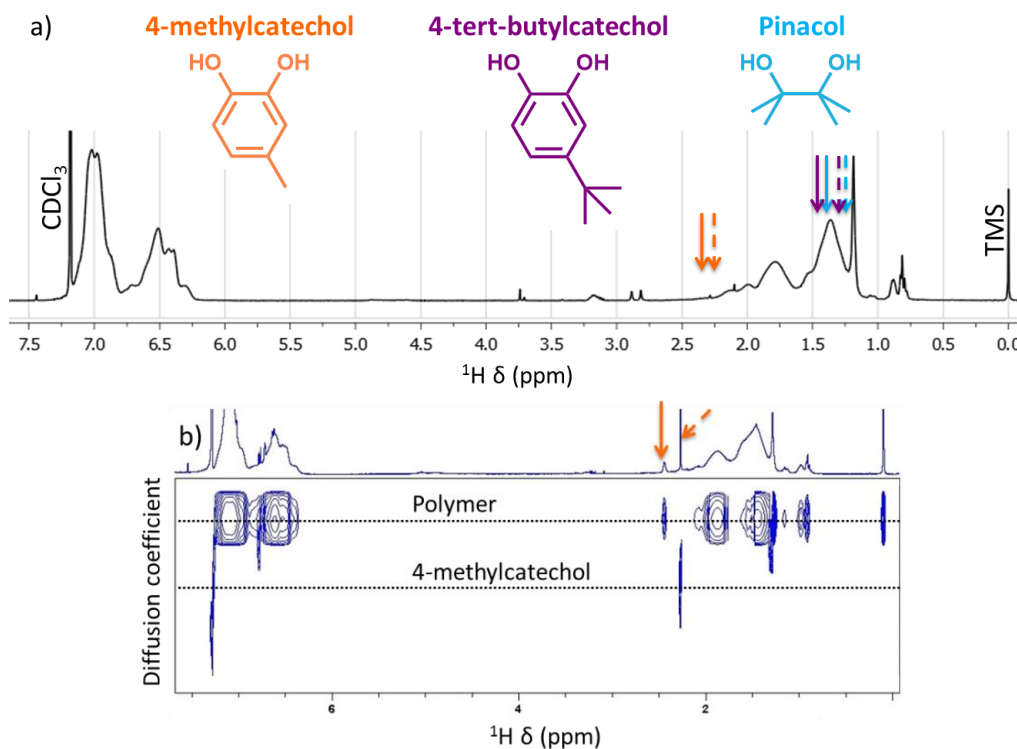 a)
4-methylcatechol
4-tert-butylcatechol
Pinacol
HO
OH
HO
OH
HO
OH
CDCl3
TMS
7.5 7.0 6.5 6.0 5.5 5.0 4.5 4.0 3.5 3.0 2.5 2.0 1.5 1.0 0.5 0.0
1H δ (ppm)
b)
Diffusion coefficient
Polymer
4-methylcatechol
6 4 2
1H δ (ppm)